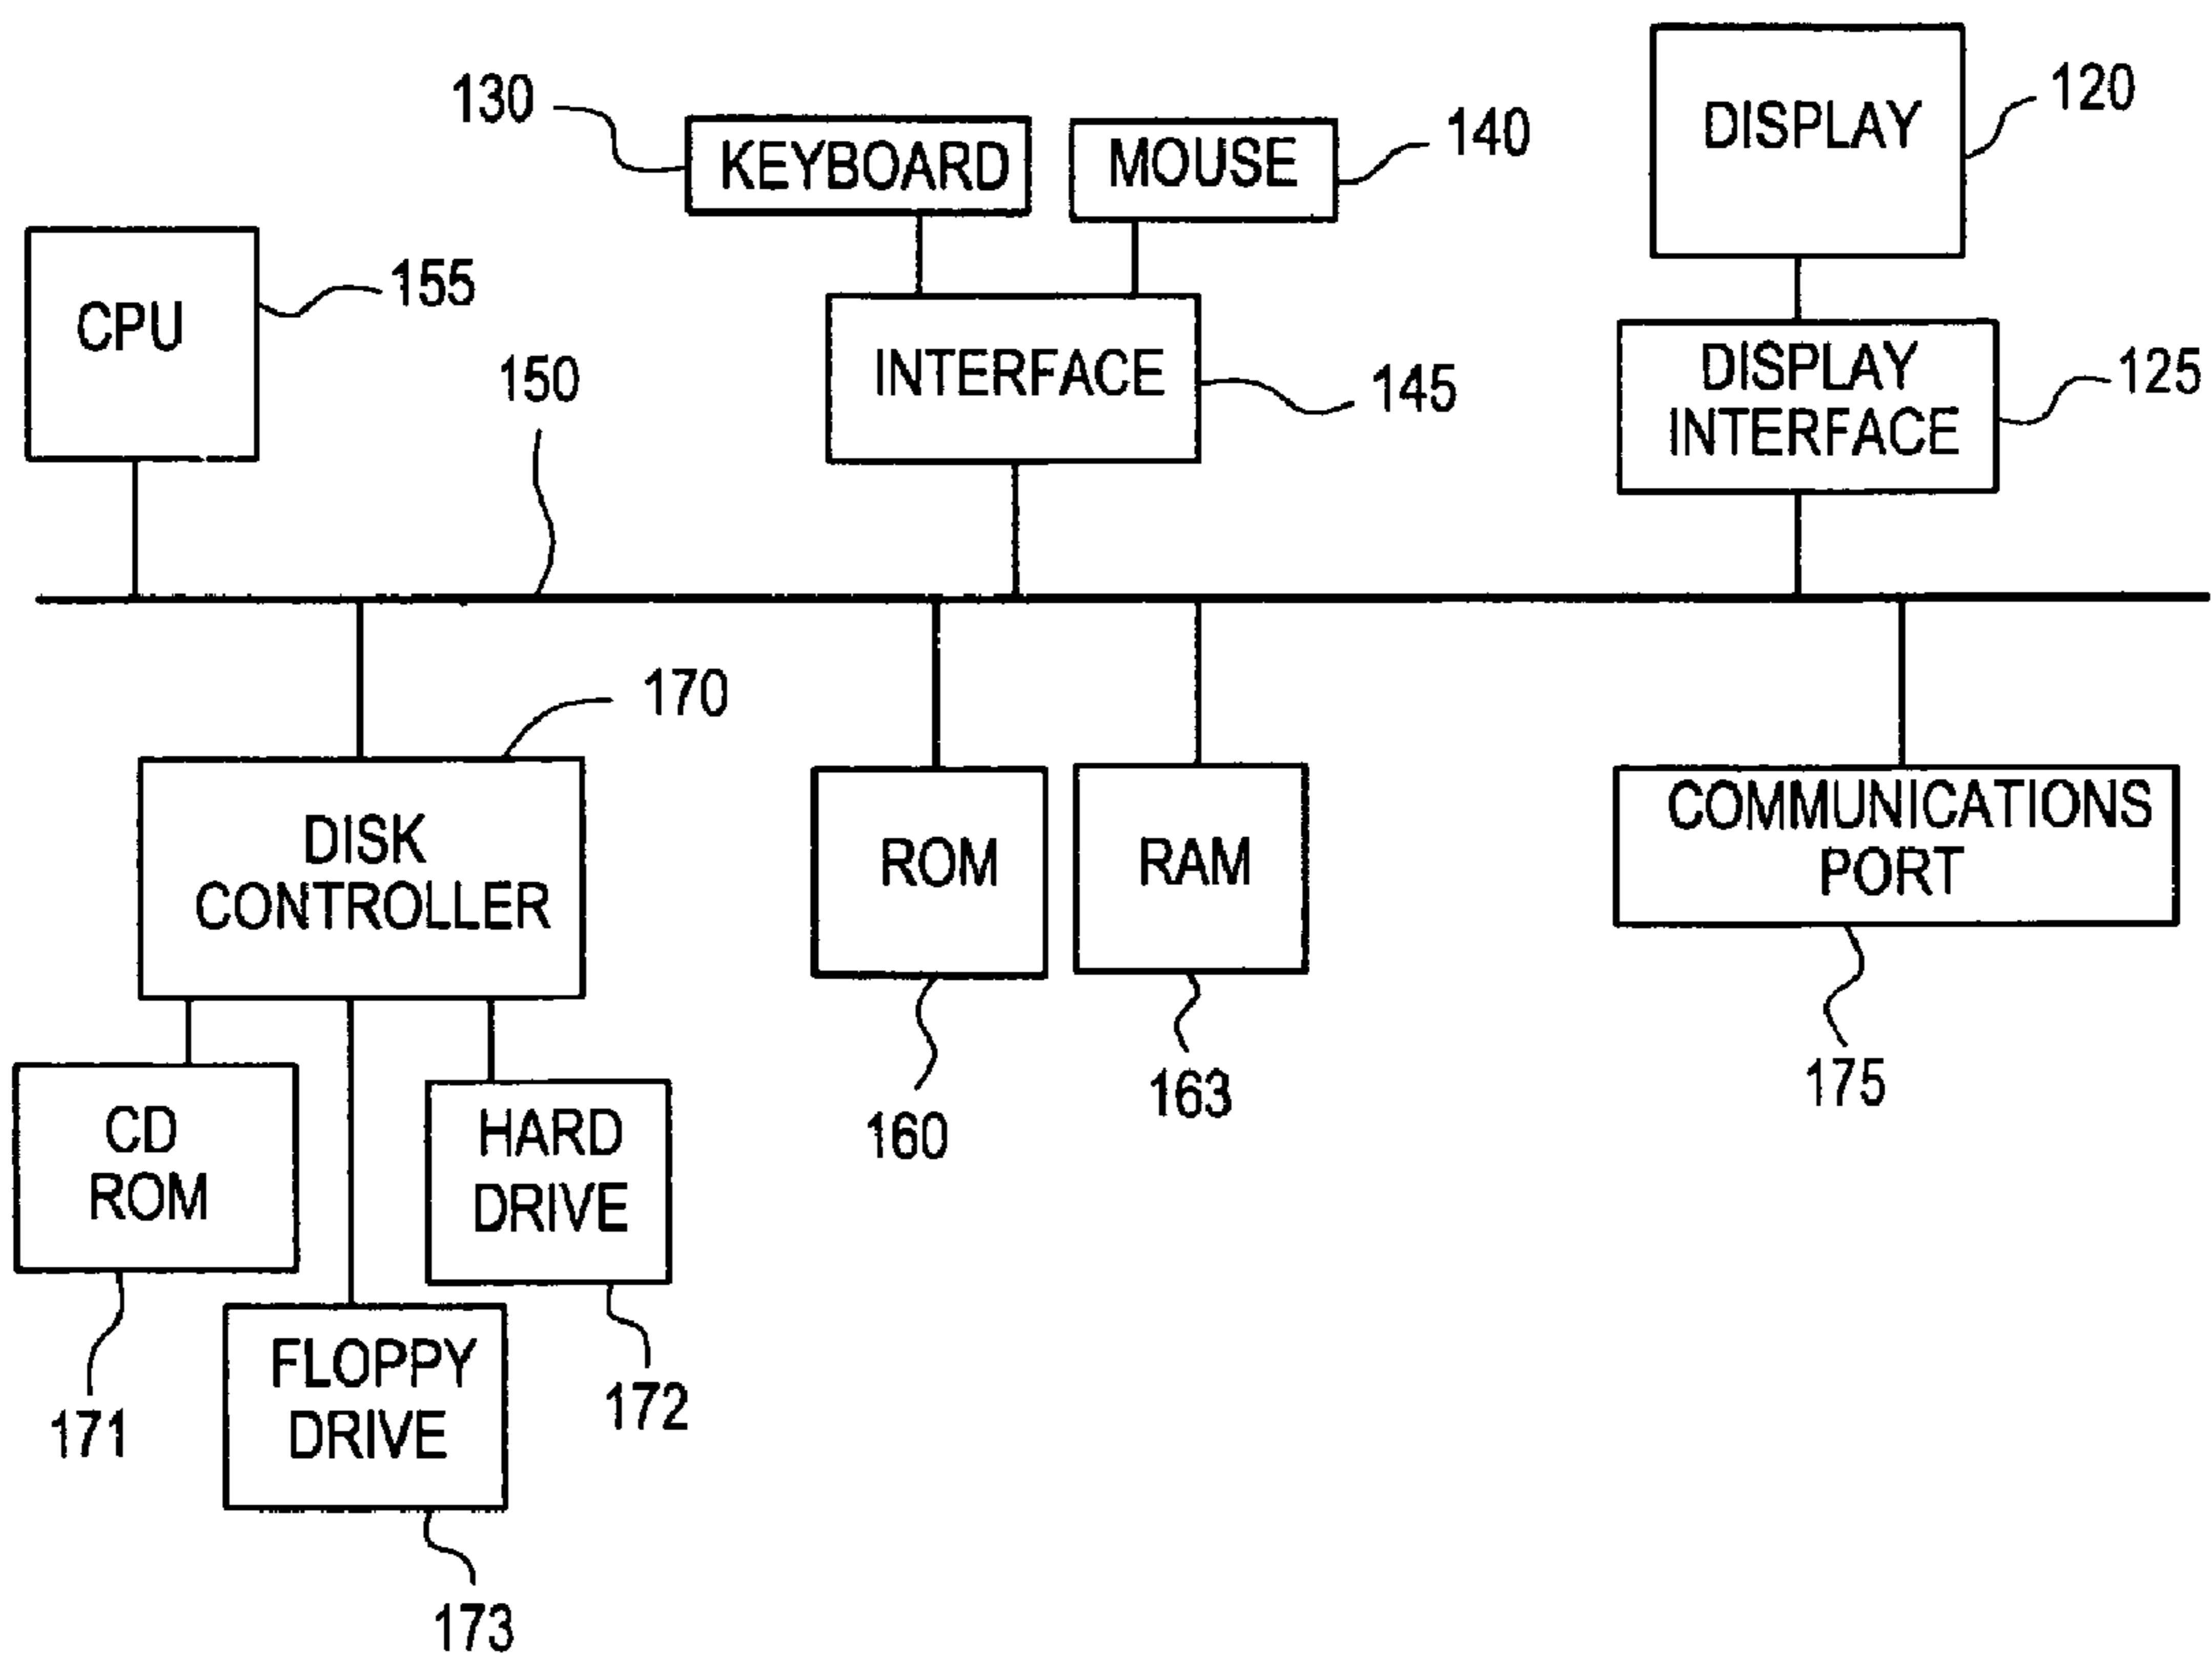 130
KEYBOARD
MOUSE
140
DISPLAY
120
CPU
155
150
INTERFACE
145
DISPLAY
INTERFACE
125
170
DISK
CONTROLLER
ROM
RAM
COMMUNICATIONS
PORT
160
163
175
CD
ROM
HARD
DRIVE
171
FLOPPY
DRIVE
172
173